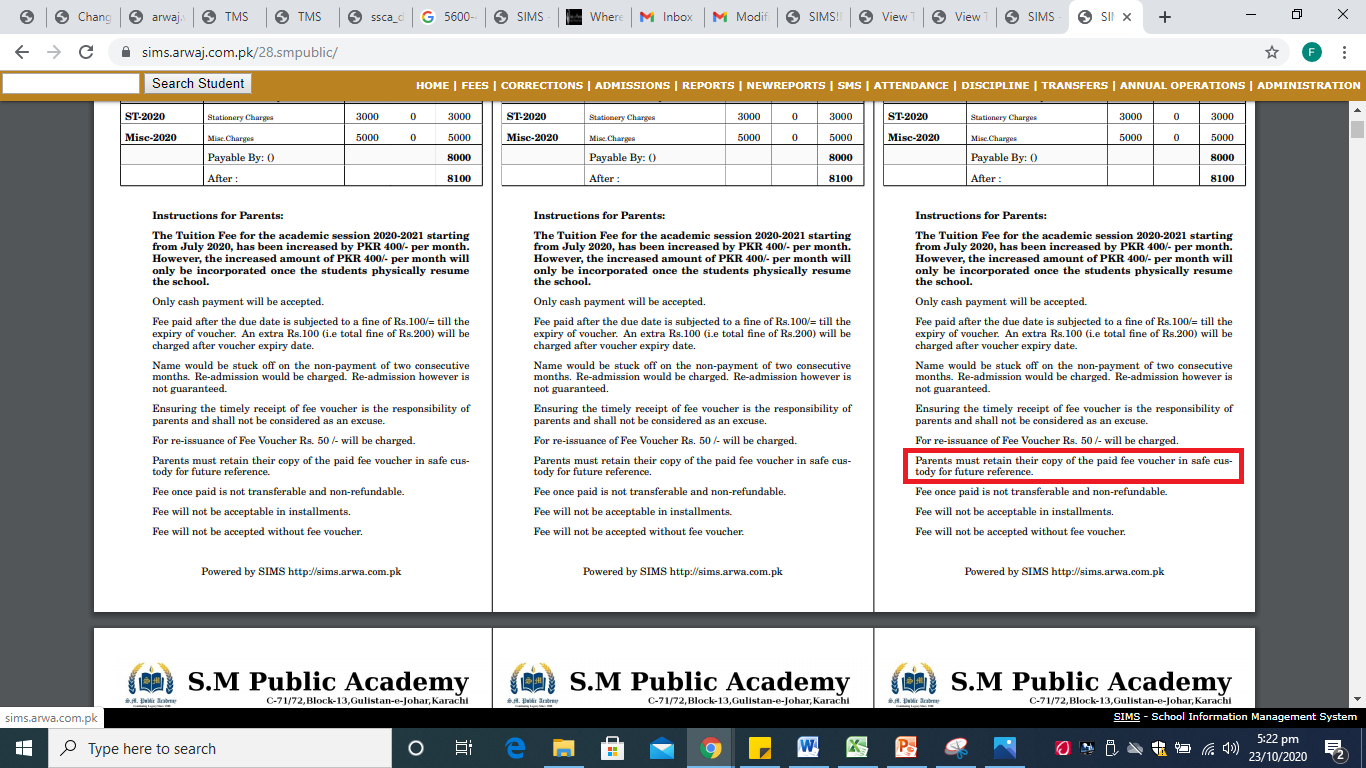 Chang
arwaj.
TMS
TMS
ssca_d
5600
SIMS
Where
Inbox
Modif
SIMS!
View T
View T
SIMS
SIM
sims.arwaj.com.pk/28.smpublic/
F
Search Student
HOME | FEES | CORRECTIONS | ADMISSIONS | REPORTS | NEWREPORTS | SMS | ATTENDANCE | DISCIPLINE | TRANSFERS | ANNUAL OPERATIONS | ADMINISTRATION
ST-2020 Stationery Charges 3000 0 3000
Misc-2020 Misc.Charges 5000 0 5000
Payable By: () 8000
After : 8100
Instructions for Parents:
The Tuition Fee for the academic session 2020-2021 starting
from July 2020, has been increased by PKR 400/- per month.
However, the increased amount of PKR 400/- per month will
only be incorporated once the students physically resume
the school.
Only cash payment will be accepted.
Fee paid after the due date is subjected to a fine of Rs.100/= till the
expiry of voucher. An extra Rs.100 (i.e total fine of Rs.200) will be
charged after voucher expiry date.
Name would be stuck off on the non-payment of two consecutive
months. Re-admission would be charged. Re-admission however is
not guaranteed.
Ensuring the timely receipt of fee voucher is the responsibility of
parents and shall not be considered as an excuse.
For re-issuance of Fee Voucher Rs. 50 /- will be charged.
Parents must retain their copy of the paid fee voucher in safe cus-
tody for future reference.
Fee once paid is not transferable and non-refundable.
Fee will not be acceptable in installments.
Fee will not be accepted without fee voucher.
Powered by SIMS http://sims.arwa.com.pk
ST-2020 Stationery Charges 3000 0 3000
Misc-2020 Misc.Charges 5000 0 5000
Payable By: () 8000
After : 8100
Instructions for Parents:
The Tuition Fee for the academic session 2020-2021 starting
from July 2020, has been increased by PKR 400/- per month.
However, the increased amount of PKR 400/- per month will
only be incorporated once the students physically resume
the school.
Only cash payment will be accepted.
Fee paid after the due date is subjected to a fine of Rs.100/= till the
expiry of voucher. An extra Rs.100 (i.e total fine of Rs.200) will be
charged after voucher expiry date.
Name would be stuck off on the non-payment of two consecutive
months. Re-admission would be charged. Re-admission however is
not guaranteed.
Ensuring the timely receipt of fee voucher is the responsibility of
parents and shall not be considered as an excuse.
For re-issuance of Fee Voucher Rs. 50 /- will be charged.
Parents must retain their copy of the paid fee voucher in safe cus-
tody for future reference.
Fee once paid is not transferable and non-refundable.
Fee will not be acceptable in installments.
Fee will not be accepted without fee voucher.
Powered by SIMS http://sims.arwa.com.pk
ST-2020 Stationery Charges 3000 0 3000
Misc-2020 Misc.Charges 5000 0 5000
Payable By: () 8000
After : 8100
Instructions for Parents:
The Tuition Fee for the academic session 2020-2021 starting
from July 2020, has been increased by PKR 400/- per month.
However, the increased amount of PKR 400/- per month will
only be incorporated once the students physically resume
the school.
Only cash payment will be accepted.
Fee paid after the due date is subjected to a fine of Rs.100/= till the
expiry of voucher. An extra Rs.100 (i.e total fine of Rs.200) will be
charged after voucher expiry date.
Name would be stuck off on the non-payment of two consecutive
months. Re-admission would be charged. Re-admission however is
not guaranteed.
Ensuring the timely receipt of fee voucher is the responsibility of
parents and shall not be considered as an excuse.
For re-issuance of Fee Voucher Rs. 50 /- will be charged.
Parents must retain their copy of the paid fee voucher in safe cus-
tody for future reference.
Fee once paid is not transferable and non-refundable.
Fee will not be acceptable in installments.
Fee will not be accepted without fee voucher.
Powered by SIMS http://sims.arwa.com.pk
S.M. Public Academy
S.M Public Academy
C-71/72,Block-13,Gulistan-e-Johar,Karachi
S.M. Public Academy
S.M Public Academy
C-71/72,Block-13,Gulistan-e-Johar,Karachi
S.M. Public Academy
S.M Public Academy
C-71/72,Block-13,Gulistan-e-Johar,Karachi
sims.arwa.com.pk
SIMS - School Information Management System
Type here to search
5:22 pm
23/10/2020
2